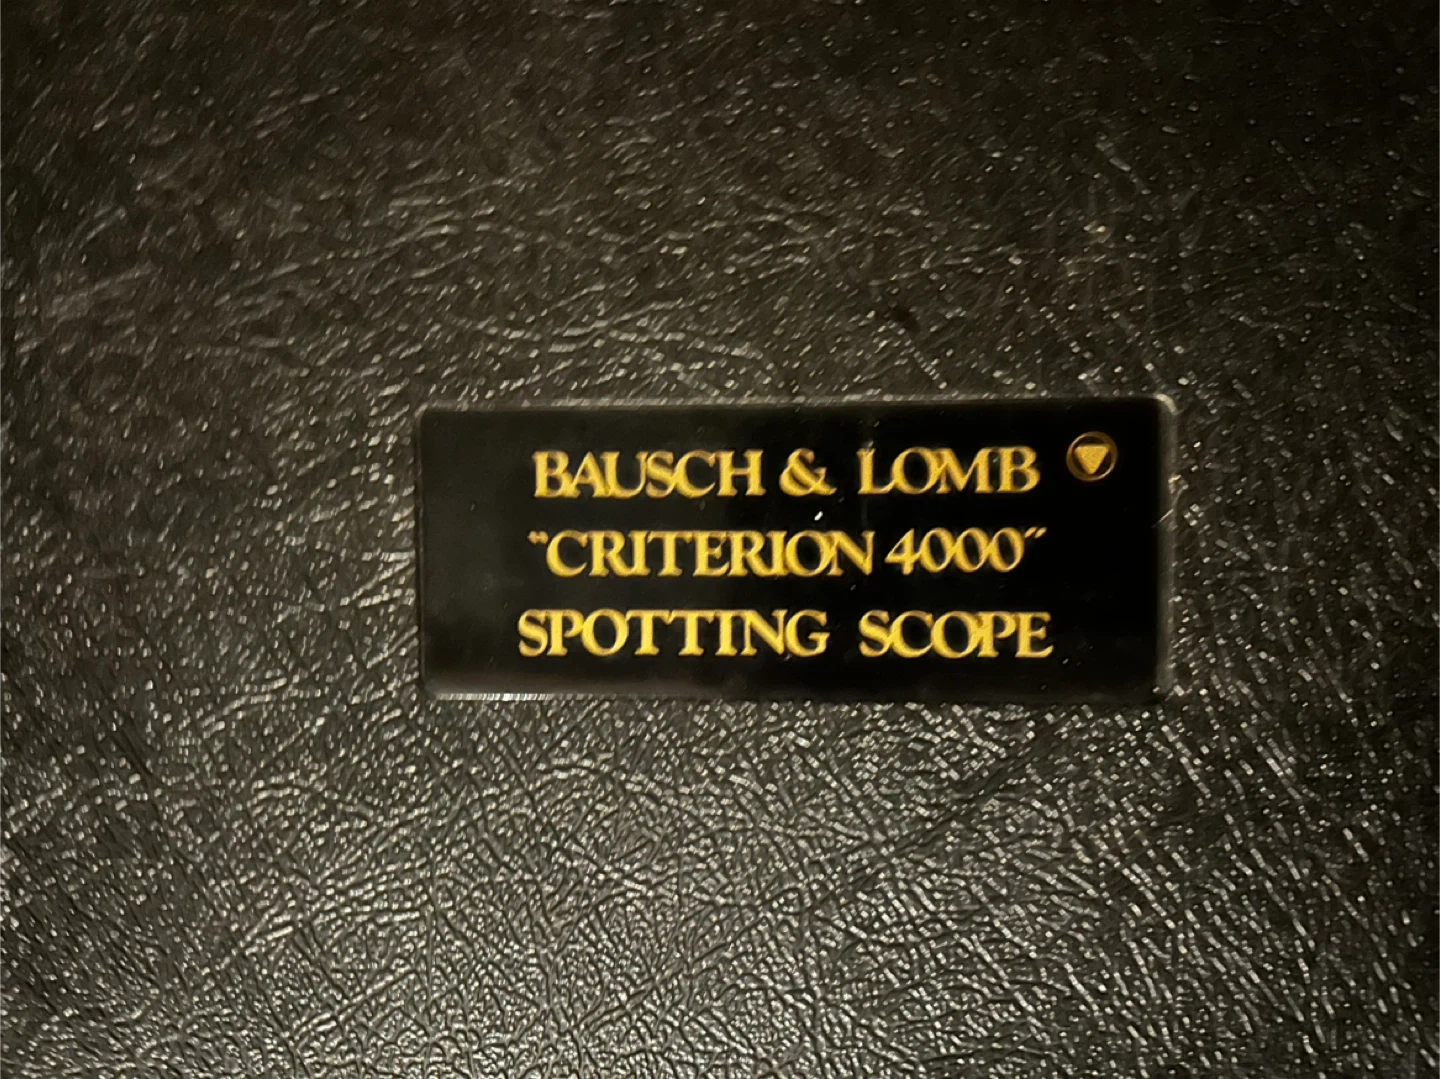 BAUSCH & LOMB
"CRITERION 4000"
SPOTTING SCOPE